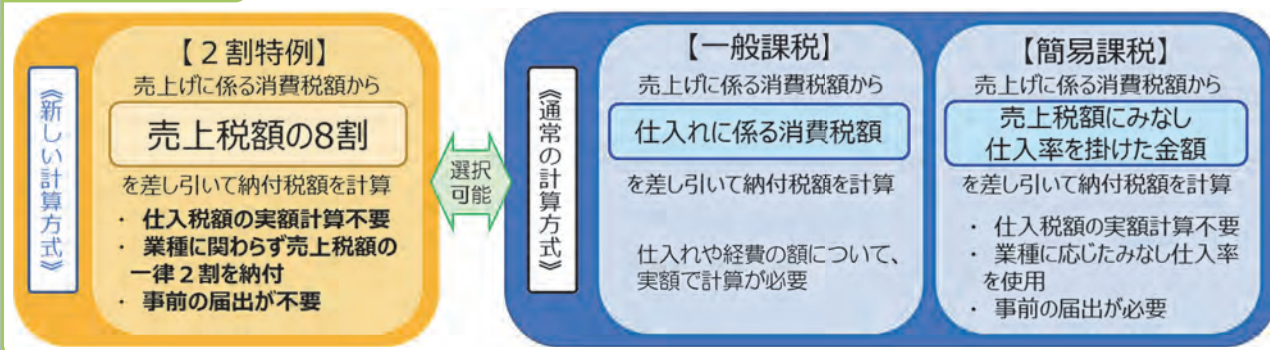 《新しい計算方式》
【2割特例】
売上げに係る消費税額から
売上税額の8割
を差し引いて納付税額を計算
・ 仕入税額の実額計算不要
・ 業種に関わらず売上税額の
一律2割を納付
・ 事前の届出が不要
選択
可能
《通常の計算方式》
【一般課税】
売上げに係る消費税額から
仕入れに係る消費税額
を差し引いて納付税額を計算
仕入れや経費の額について、
実額で計算が必要
【簡易課税】
売上げに係る消費税額から
売上税額にみなし
仕入率を掛けた金額
を差し引いて納付税額を計算
・ 仕入税額の実額計算不要
・ 業種に応じたみなし仕入率
を使用
・ 事前の届出が必要